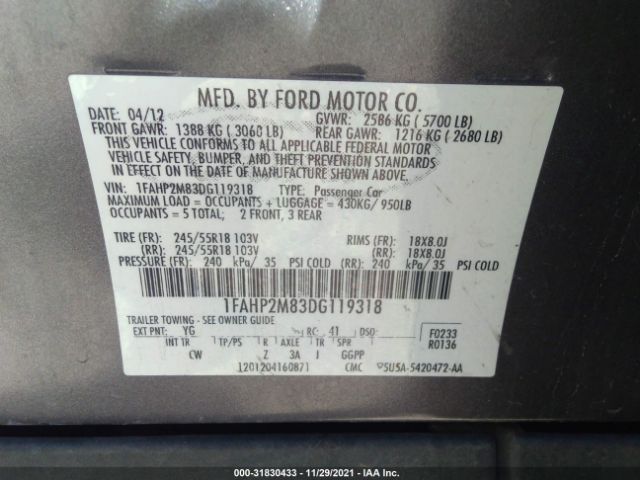 MFD. BY FORD MOTOR CO.
DATE: 04/12 GVWR: 2586 KG ( 5700 LB)
FRONT GAWR: 1388 KG ( 3060 LB) REAR GAWR: 1216 KG ( 2680 LB)
THIS VEHICLE CONFORMS TO ALL APPLICABLE FEDERAL MOTOR
VEHICLE SAFETY, BUMPER, AND THEFT PREVENTION STANDARDS
IN EFFECT ON THE DATE OF MANUFACTURE SHOWN ABOVE.
VIN: 1FAHP2M83DG119318 TYPE: Passenger Car
MAXIMUM LOAD = OCCUPANTS + LUGGAGE = 430KG/ 950LB
OCCUPANTS = 5 TOTAL; 2 FRONT, 3 REAR
TIRE (FR): 245/55R18 103V RIMS (FR): 18X8.0J
(RR): 245/55R18 103V (RR): 18X8.0J
PRESSURE (FR): 240 kPa/ 35 PSI COLD (RR): 240 kPa/ 35 PSI COLD
1FAHP2M83DG119318
TRAILER TOWING - SEE OWNER GUIDE
EXT PNT: YG RC: 41 DSO: F0233
INT TR TP/PS R AXLE TR SPR R0136
CW Z 3A J GGPP
1201204160871 CMC 5U5A-5420472-AA
000-31830433 - 11/29/2021 - IAA Inc.